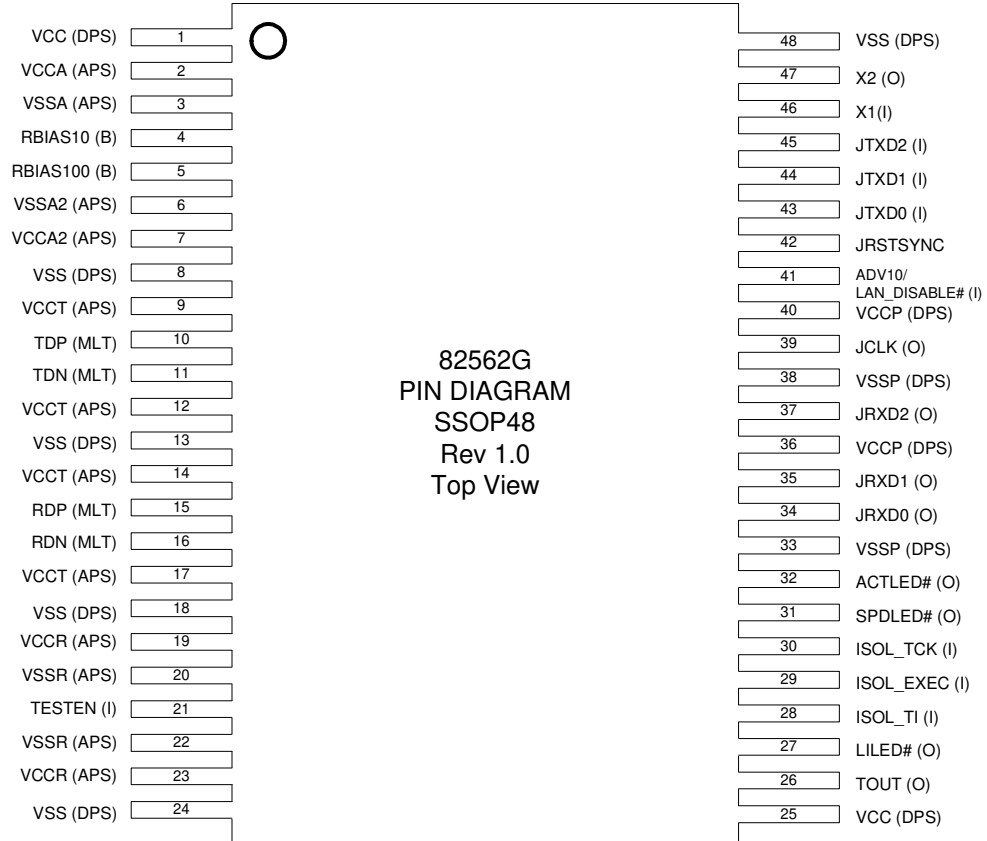 VCC (DPS) 1
VCCA (APS) 2
VSSA (APS) 3
RBIAS10 (B) 4
RBIAS100 (B) 5
VSSA2 (APS) 6
VCCA2 (APS) 7
VSS (DPS) 8
VCCT (APS) 9
TDP (MLT) 10
TDN (MLT) 11
VCCT (APS) 12
VSS (DPS) 13
VCCT (APS) 14
RDP (MLT) 15
RDN (MLT) 16
VCCT (APS) 17
VSS (DPS) 18
VCCR (APS) 19
VSSR (APS) 20
TESTEN (I) 21
VSSR (APS) 22
VCCR (APS) 23
VSS (DPS) 24
82562G
PIN DIAGRAM
SSOP48
Rev 1.0
Top View
48 VSS (DPS)
47 X2 (O)
46 X1(I)
45 JTXD2 (I)
44 JTXD1 (I)
43 JTXD0 (I)
42 JRSTSYNC
41 ADV10/
LAN_DISABLE# (I)
40 VCCP (DPS)
39 JCLK (O)
38 VSSP (DPS)
37 JRXD2 (O)
36 VCCP (DPS)
35 JRXD1 (O)
34 JRXD0 (O)
33 VSSP (DPS)
32 ACTLED# (O)
31 SPDLED# (O)
30 ISOL_TCK (I)
29 ISOL_EXEC (I)
28 ISOL_TI (I)
27 LILED# (O)
26 TOUT (O)
25 VCC (DPS)